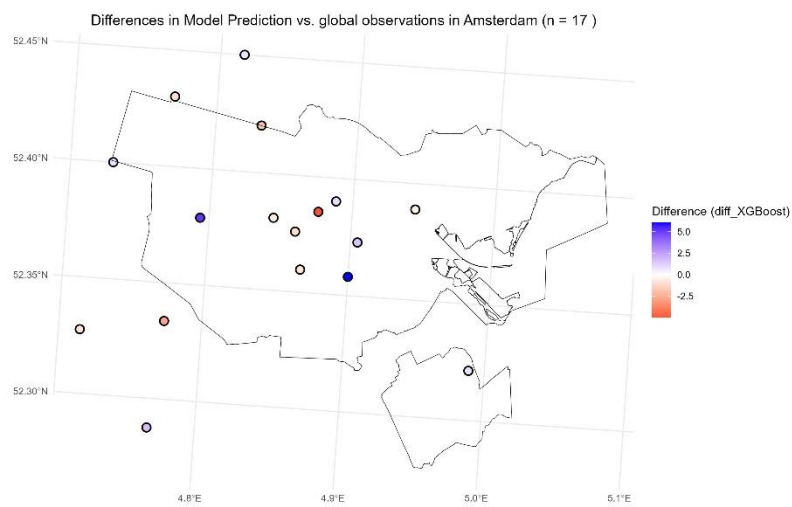 Differences in Model Prediction vs. global observations in Amsterdam (n = 17 )
52.45°N
52.40°N
52.35°N
52.30°N
4.8°E
4.9°E
5.0°E
5.1°E
Difference (diff_XGBoost)
5.0
2.5
0.0
-2.5